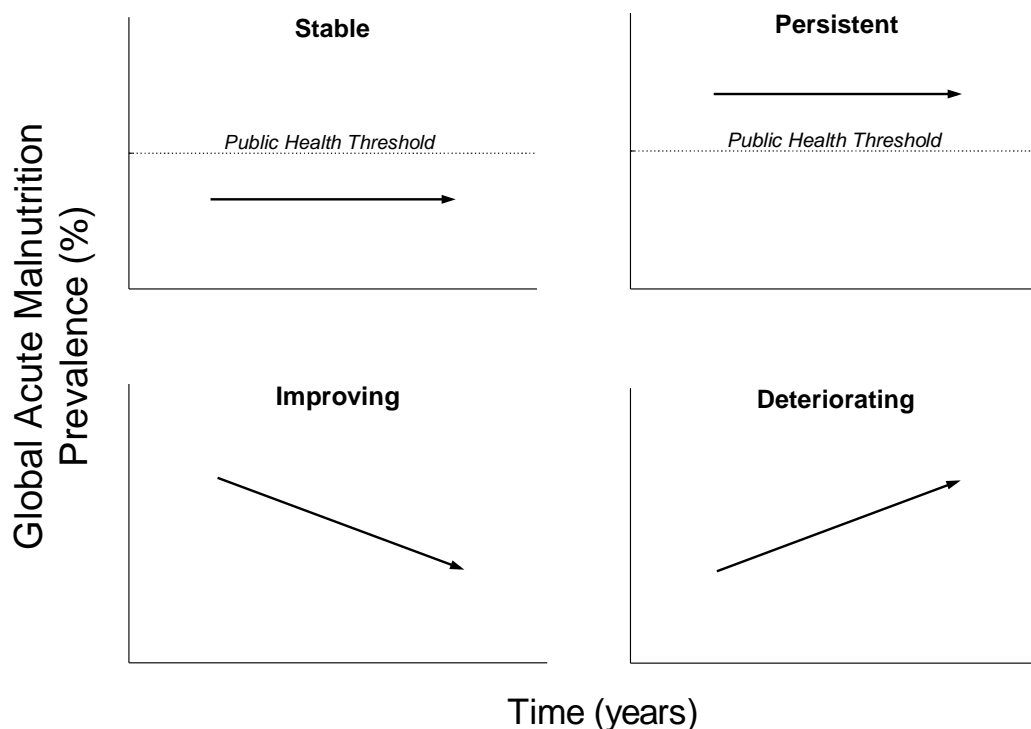 Stable
Persistent
Public Health Threshold
Public Health Threshold
Global Acute Malnutrition
Prevalence (%)
Improving
Deteriorating
Time (years)